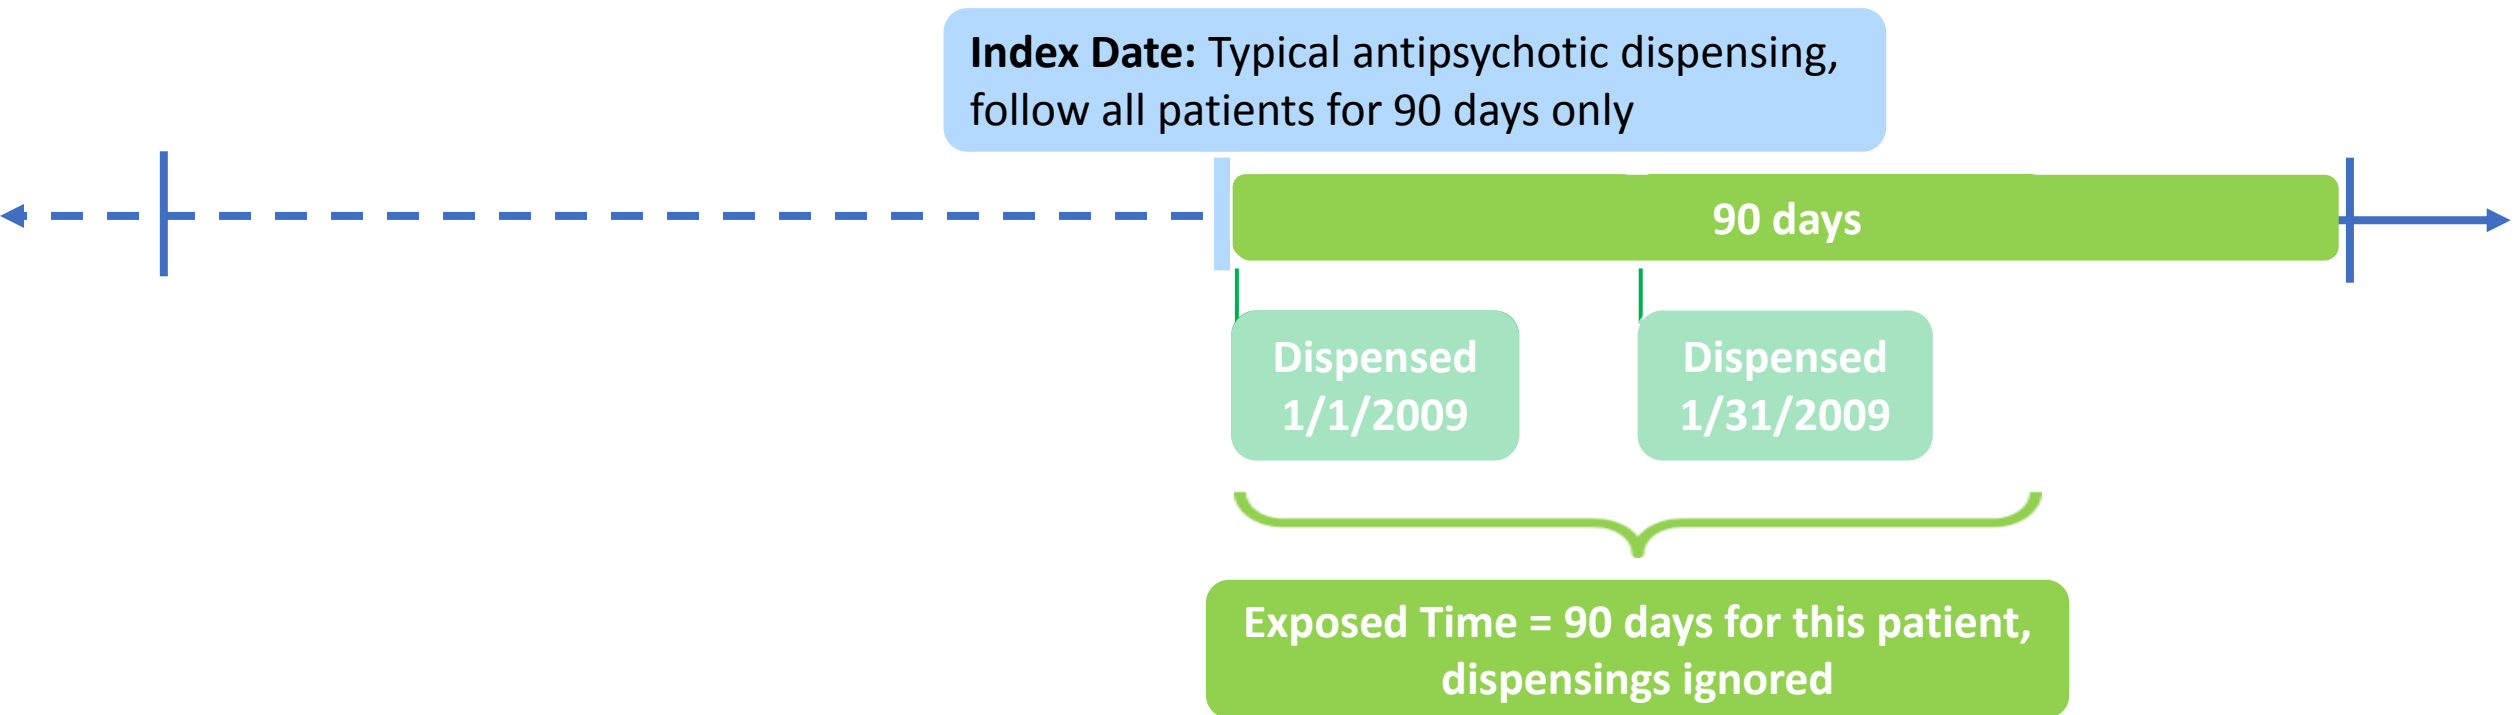 Index Date: Typical antipsychotic dispensing,
follow all patients for 90 days only
90 days
Dispensed
1/1/2009
Dispensed
1/31/2009
Exposed Time = 90 days for this patient,
dispensings ignored